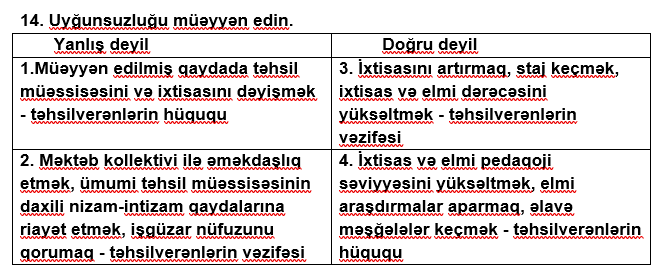 14. Uyğunsuzluğu müəyyən edin.
Yanlış deyil
Doğru deyil
1.Müəyyən edilmiş qaydada təhsil
müəssisəsini və ixtisasını dəyişmək
- təhsilverənlərin hüququ
3. İxtisasını artırmaq, staj keçmək,
ixtisas və elmi dərəcəsini
yüksəltmək - təhsilverənlərin
vəzifəsi
2. Məktəb kollektivi ilə əməkdaşlıq
etmək, ümumi təhsil müəssisəsinin
daxili nizam-intizam qaydalarına
riayət etmək, işgüzar nüfuzunu
qorumaq - təhsilverənlərin vəzifəsi
4. İxtisas və elmi pedaqoji
səviyyəsini yüksəltmək, elmi
araşdırmalar aparmaq, əlavə
məşğələlər keçmək - təhsilverənlərin
hüququ